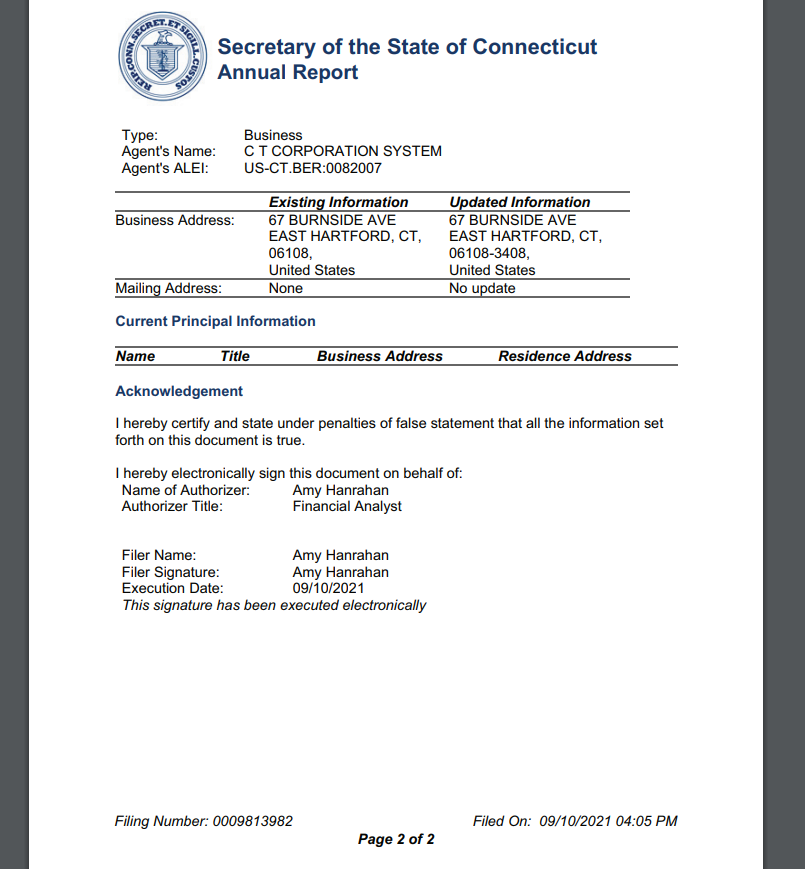 REIP.CONN.SECRET.ET SIGILL.CUSTOS
Secretary of the State of Connecticut
Annual Report
Type: Business
Agent's Name: C T CORPORATION SYSTEM
Agent's ALEI: US-CT.BER:0082007
Existing Information Updated Information
Business Address: 67 BURNSIDE AVE 67 BURNSIDE AVE
EAST HARTFORD, CT, EAST HARTFORD, CT,
06108, 06108-3408,
United States United States
Mailing Address: None No update
Current Principal Information
Name Title Business Address Residence Address
Acknowledgement
I hereby certify and state under penalties of false statement that all the information set
forth on this document is true.
I hereby electronically sign this document on behalf of:
Name of Authorizer: Amy Hanrahan
Authorizer Title: Financial Analyst
Filer Name: Amy Hanrahan
Filer Signature: Amy Hanrahan
Execution Date: 09/10/2021
This signature has been executed electronically
Filing Number: 0009813982 Filed On: 09/10/2021 04:05 PM
Page 2 of 2